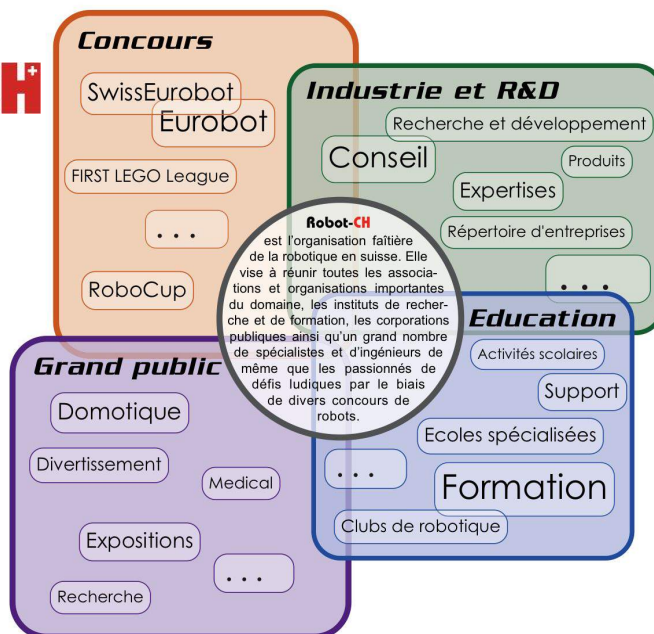 Concours
SwissEurobot
Eurobot
FIRST LEGO League
...
RoboCup
Industrie et R&D
Recherche et développement
Conseil
Produits
Expertises
Répertoire d'entreprises
...
Robot-CH
est l'organisation faîtière
de la robotique en suisse. Elle
vise à réunir toutes les associa-
tions et organisations importantes
du domaine, les instituts de recher-
che et de formation, les corporations
publiques ainsi qu'un grand nombre
de spécialistes et d'ingénieurs de
même que les passionnés de
défis ludiques par le biais
de divers concours de
robots.
Grand public
Domotique
Divertissement
Medical
Expositions
...
Recherche
Education
Activités scolaires
Support
Ecoles spécialisées
...
Formation
Clubs de robotique